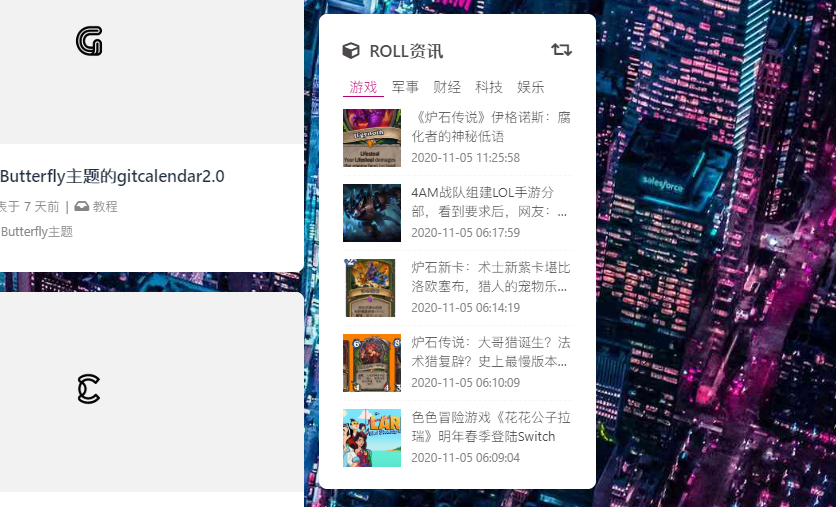 G
Butterfly主题的gitcalendar2.0
表于 7 天前 | 教程
Butterfly主题
C
ROLL资讯
游戏 军事 财经 科技 娱乐
《炉石传说》伊格诺斯：腐
化者的神秘低语
2020-11-05 11:25:58
4AM战队组建LOL手游分
部，看到要求后，网友：...
2020-11-05 06:17:59
炉石新卡：术士新紫卡堪比
洛欧塞布，猎人的宠物乐...
2020-11-05 06:14:19
炉石传说：大哥猎诞生？法
术猎复辟？史上最慢版本...
2020-11-05 06:10:09
色色冒险游戏《花花公子拉
瑞》明年春季登陆Switch
2020-11-05 06:09:04
salesforce